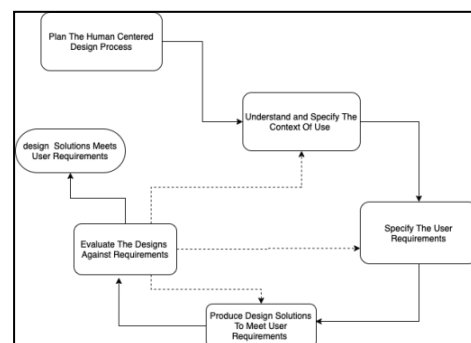 Plan The Human Centered
Design Process
Understand and Specify The
Context Of Use
design Solutions Meets
User Requirements
Specify The User
Requirements
Evaluate The Designs
Against Requirements
Produce Design Solutions
To Meet User
Requirements